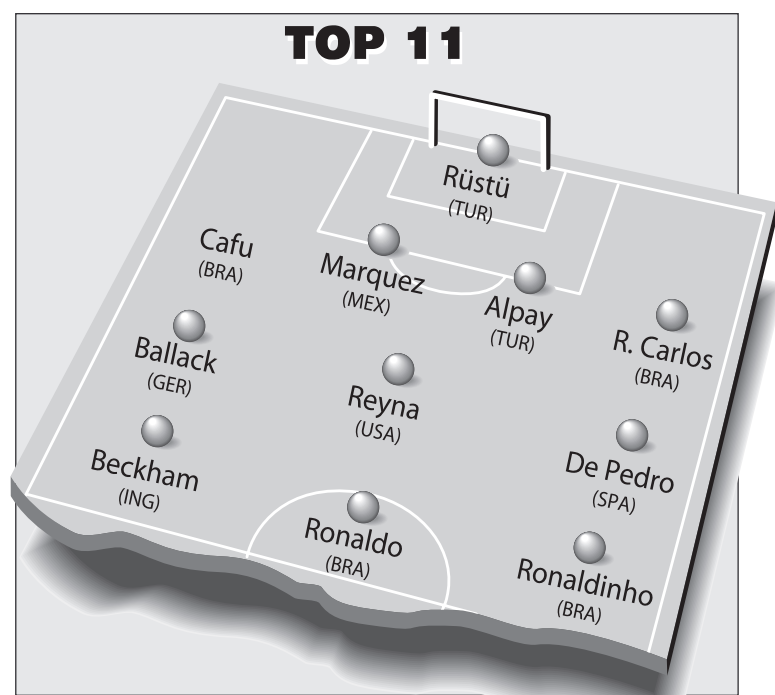 TOP 11
Rüstü
(TUR)
Cafu
(BRA)
Marquez
(MEX)
Alpay
(TUR)
R. Carlos
(BRA)
Ballack
(GER)
Reyna
(USA)
De Pedro
(SPA)
Beckham
(ING)
Ronaldo
(BRA)
Ronaldinho
(BRA)